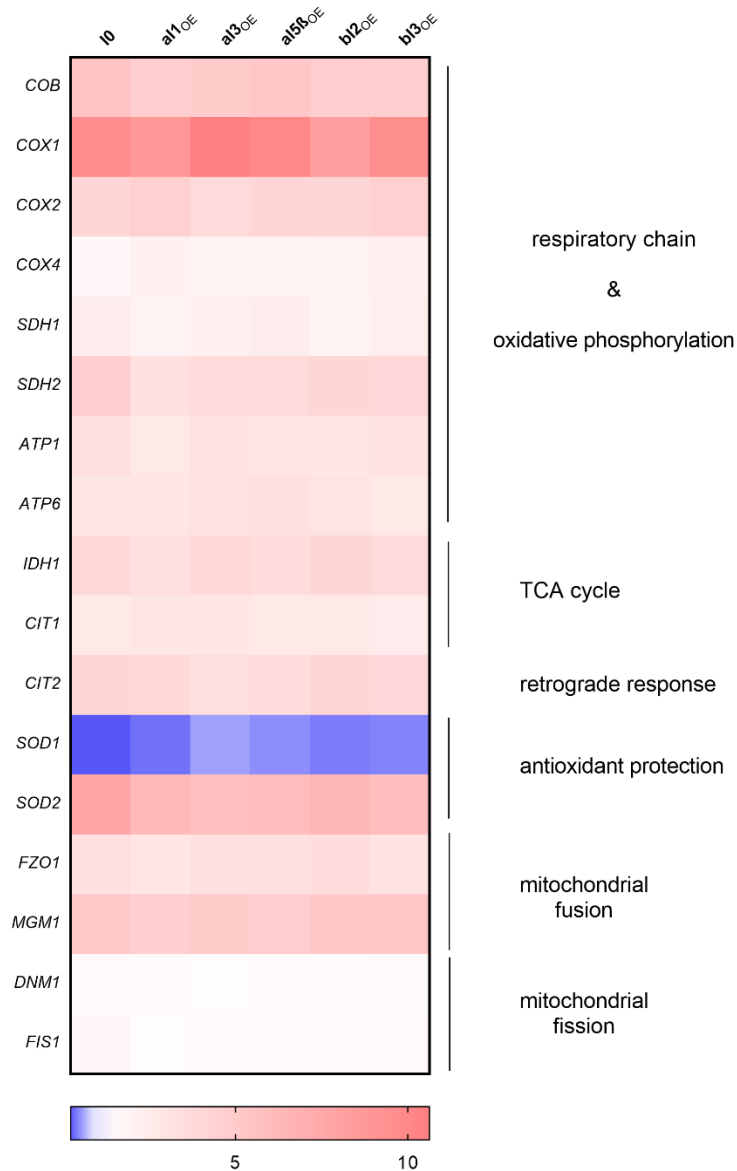 I0 aI1OE aI3OE aI5ßOE bI2OE bI3OE
COB
COX1
COX2
COX4
SDH1
SDH2
ATP1
ATP6
IDH1
CIT1
CIT2
SOD1
SOD2
FZO1
MGM1
DNM1
FIS1
respiratory chain
&
oxidative phosphorylation
TCA cycle
retrograde response
antioxidant protection
mitochondrial
fusion
mitochondrial
fission
5 10